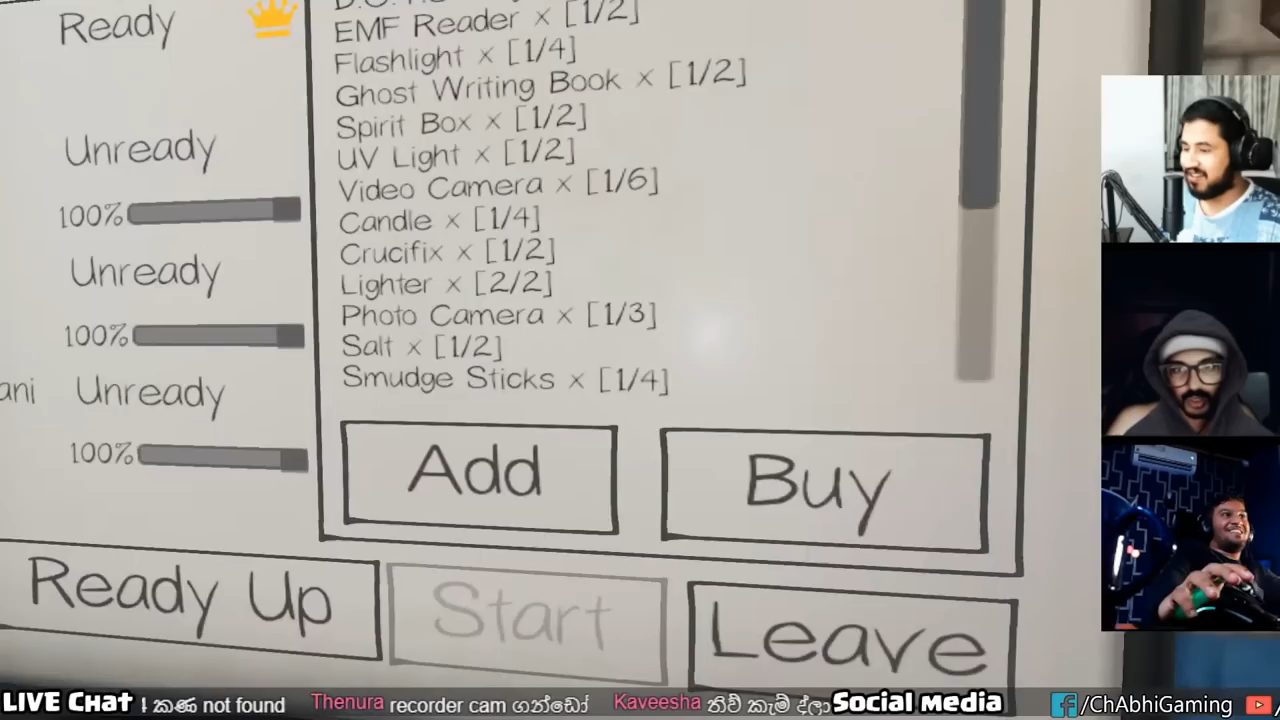 Ready
Unready
100%
Unready
100%
ani Unready
100%
EMF Reader x [1/2]
Flashlight x [1/4]
Ghost Writing Book x [1/2]
Spirit Box x [1/2]
UV Light x [1/2]
Video Camera x [1/6]
Candle x [1/4]
Crucifix x [1/2]
Lighter x [2/2]
Photo Camera x [1/3]
Salt x [1/2]
Smudge Sticks x [1/4]
Add
Buy
Ready Up
Start
Leave
LIVE Chat ! කණ not found Thenura recorder cam ගන්ඩෝ Kaveesha තිව් කැම් ද්ලා Social Media /ChAbhiGaming